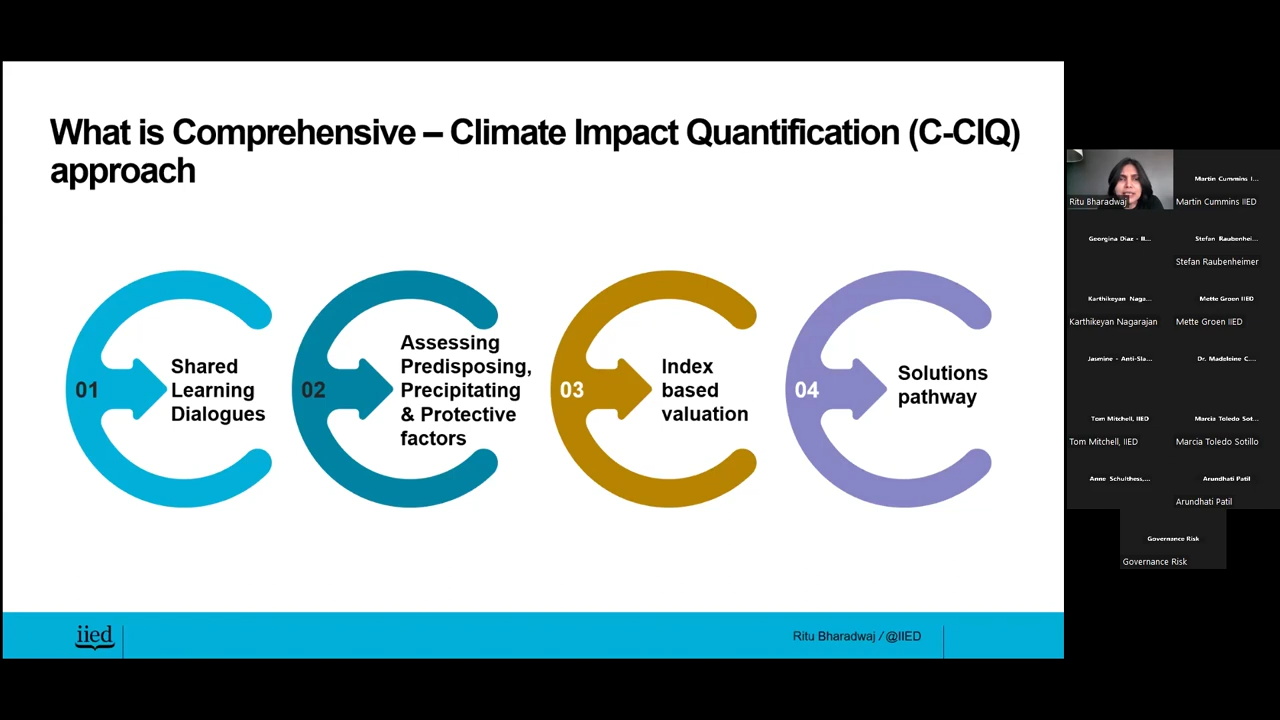 What is Comprehensive – Climate Impact Quantification (C-CIQ)
approach
01
Shared
Learning
Dialogues
02
Assessing
Predisposing,
Precipitating
& Protective
factors
03
Index
based
valuation
04
Solutions
pathway
iied
Ritu Bharadwaj /@IIED
Ritu Bharadwaj
Martin Cummins I...
Martin Cummins IIED
Georgina Diaz - II...
Stefan Raubenhei...
Stefan Raubenheimer
Karthikeyan Naga...
Karthikeyan Nagarajan
Mette Groen IIED
Mette Groen IIED
Jasmine - Anti-Sla...
Dr. Madeleine C...
Tom Mitchell, IIED
Tom Mitchell, IIED
Marcia Toledo Sot...
Marcia Toledo Sotillo
Anne Schulthess,...
Arundhati Patil
Arundhati Patil
Governance Risk
Governance Risk